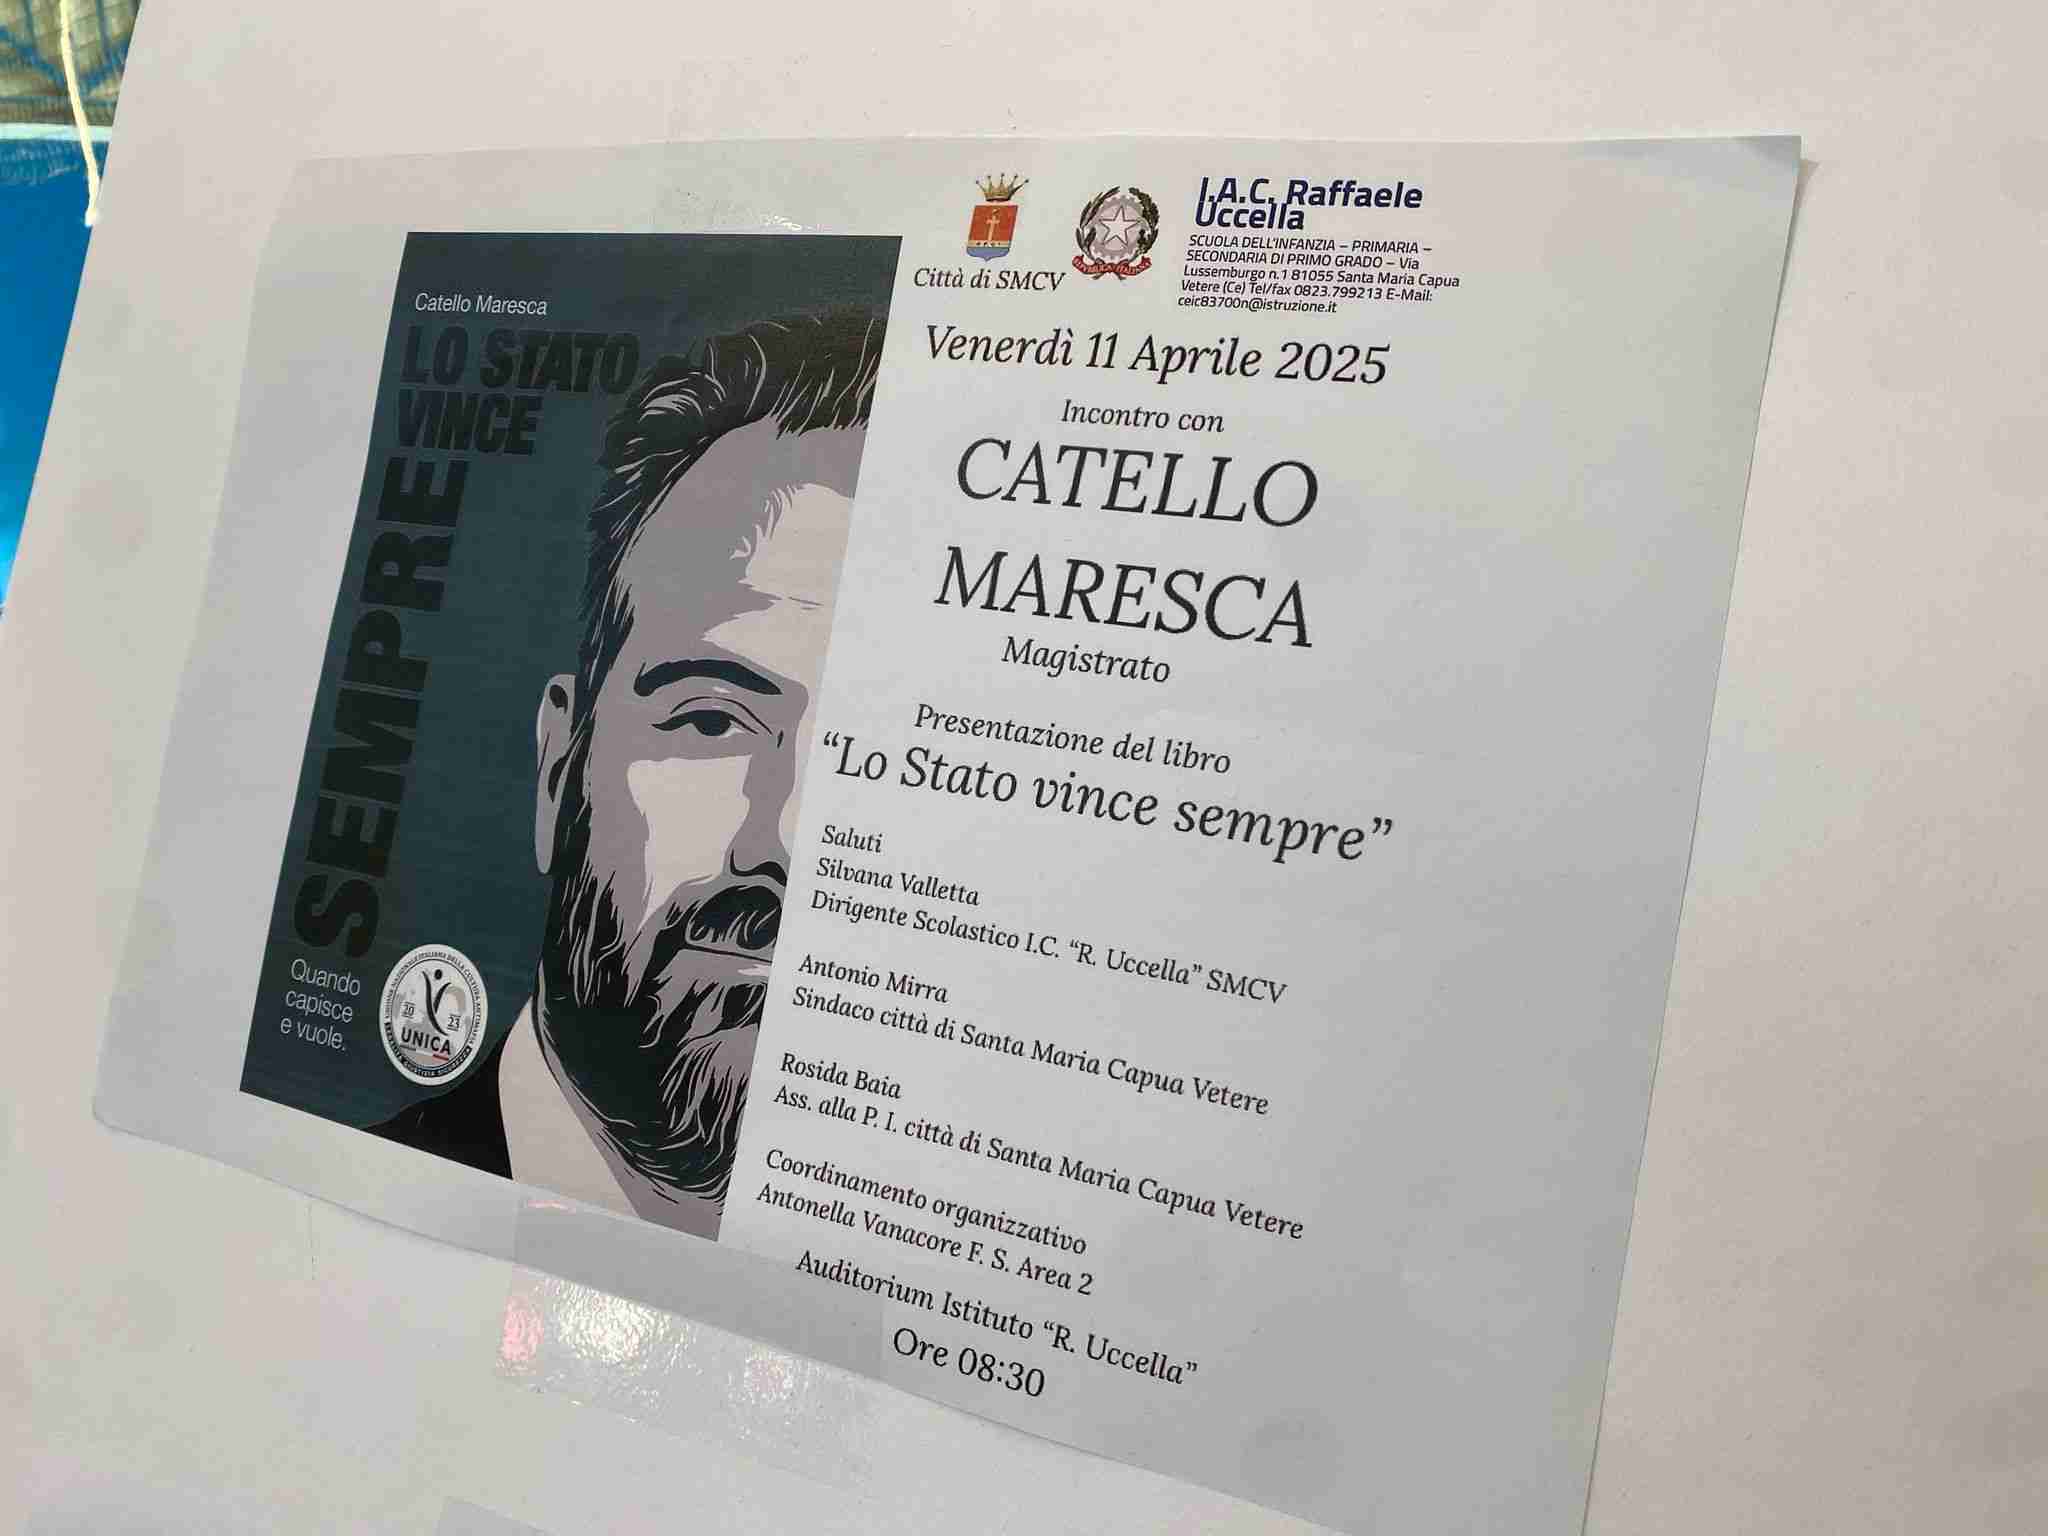 Catello Maresca
LO STATO
VINCE
SEMPRE
Quando
capisce
e vuole.
20
23
UNICA
Città di SMCV
I.A.C. Raffaele
Uccella
SCUOLA DELL'INFANZIA – PRIMARIA –
SECONDARIA DI PRIMO GRADO – Via
Lussemburgo n.1 81055 Santa Maria Capua
Vetere (Ce) Tel/fax 0823.799213 E-Mail:
ceic83700n@istruzione.it
Venerdì 11 Aprile 2025
Incontro con
CATELLO
MARESCA
Magistrato
Presentazione del libro
“Lo Stato vince sempre”
Saluti
Silvana Valletta
Dirigente Scolastico I.C. “R. Uccella” SMCV
Antonio Mirra
Sindaco città di Santa Maria Capua Vetere
Rosida Baia
Ass. alla P. I. città di Santa Maria Capua Vetere
Coordinamento organizzativo
Antonella Vanacore F. S. Area 2
Auditorium Istituto “R. Uccella”
Ore 08:30